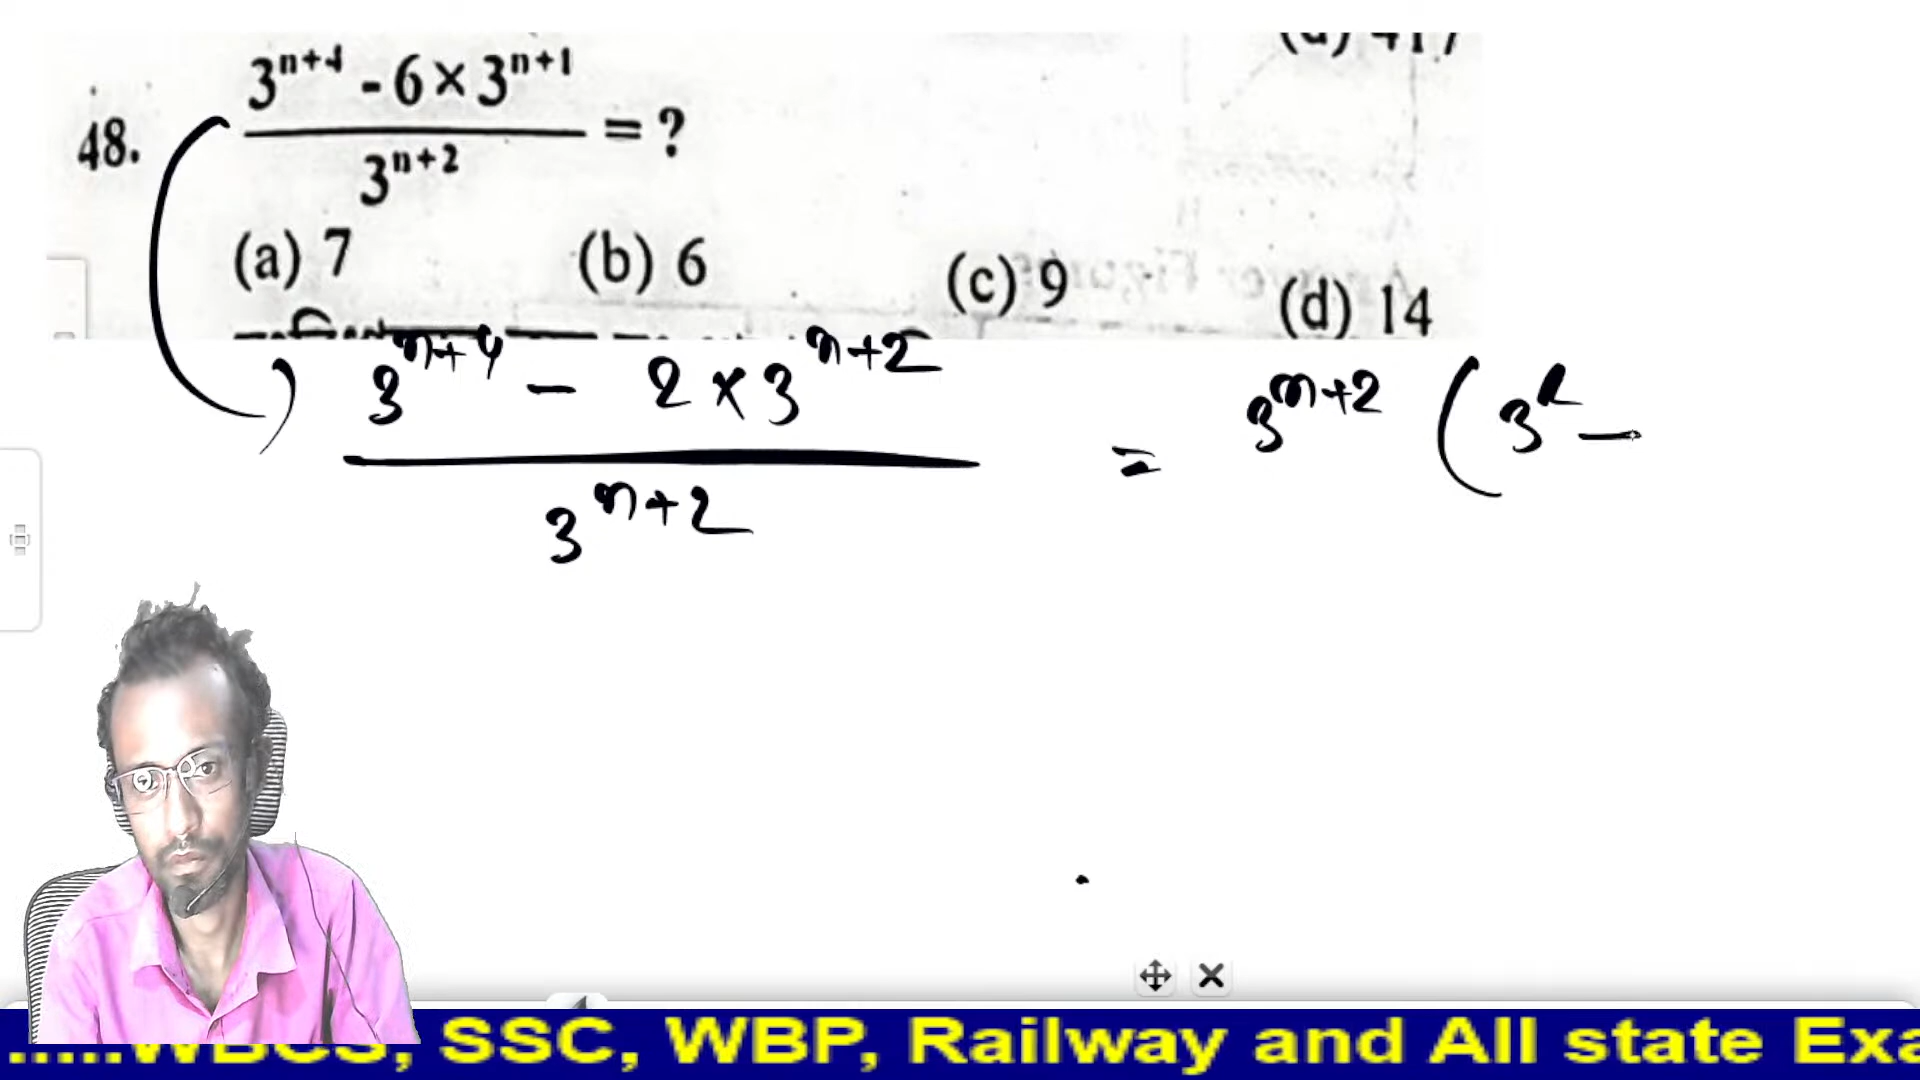 (d) 417
3^{n+4} - 6 × 3^{n+1}
48. ───────── = ?
3^{n+2}
(a) 7 (b) 6 (c) 9 (d) 14
3^{n+4} - 2 × 3^{n+2}
───────── = 3^{n+2} ( 3^2 -
3^{n+2}
.....WBCS, SSC, WBP, Railway and All state Exa